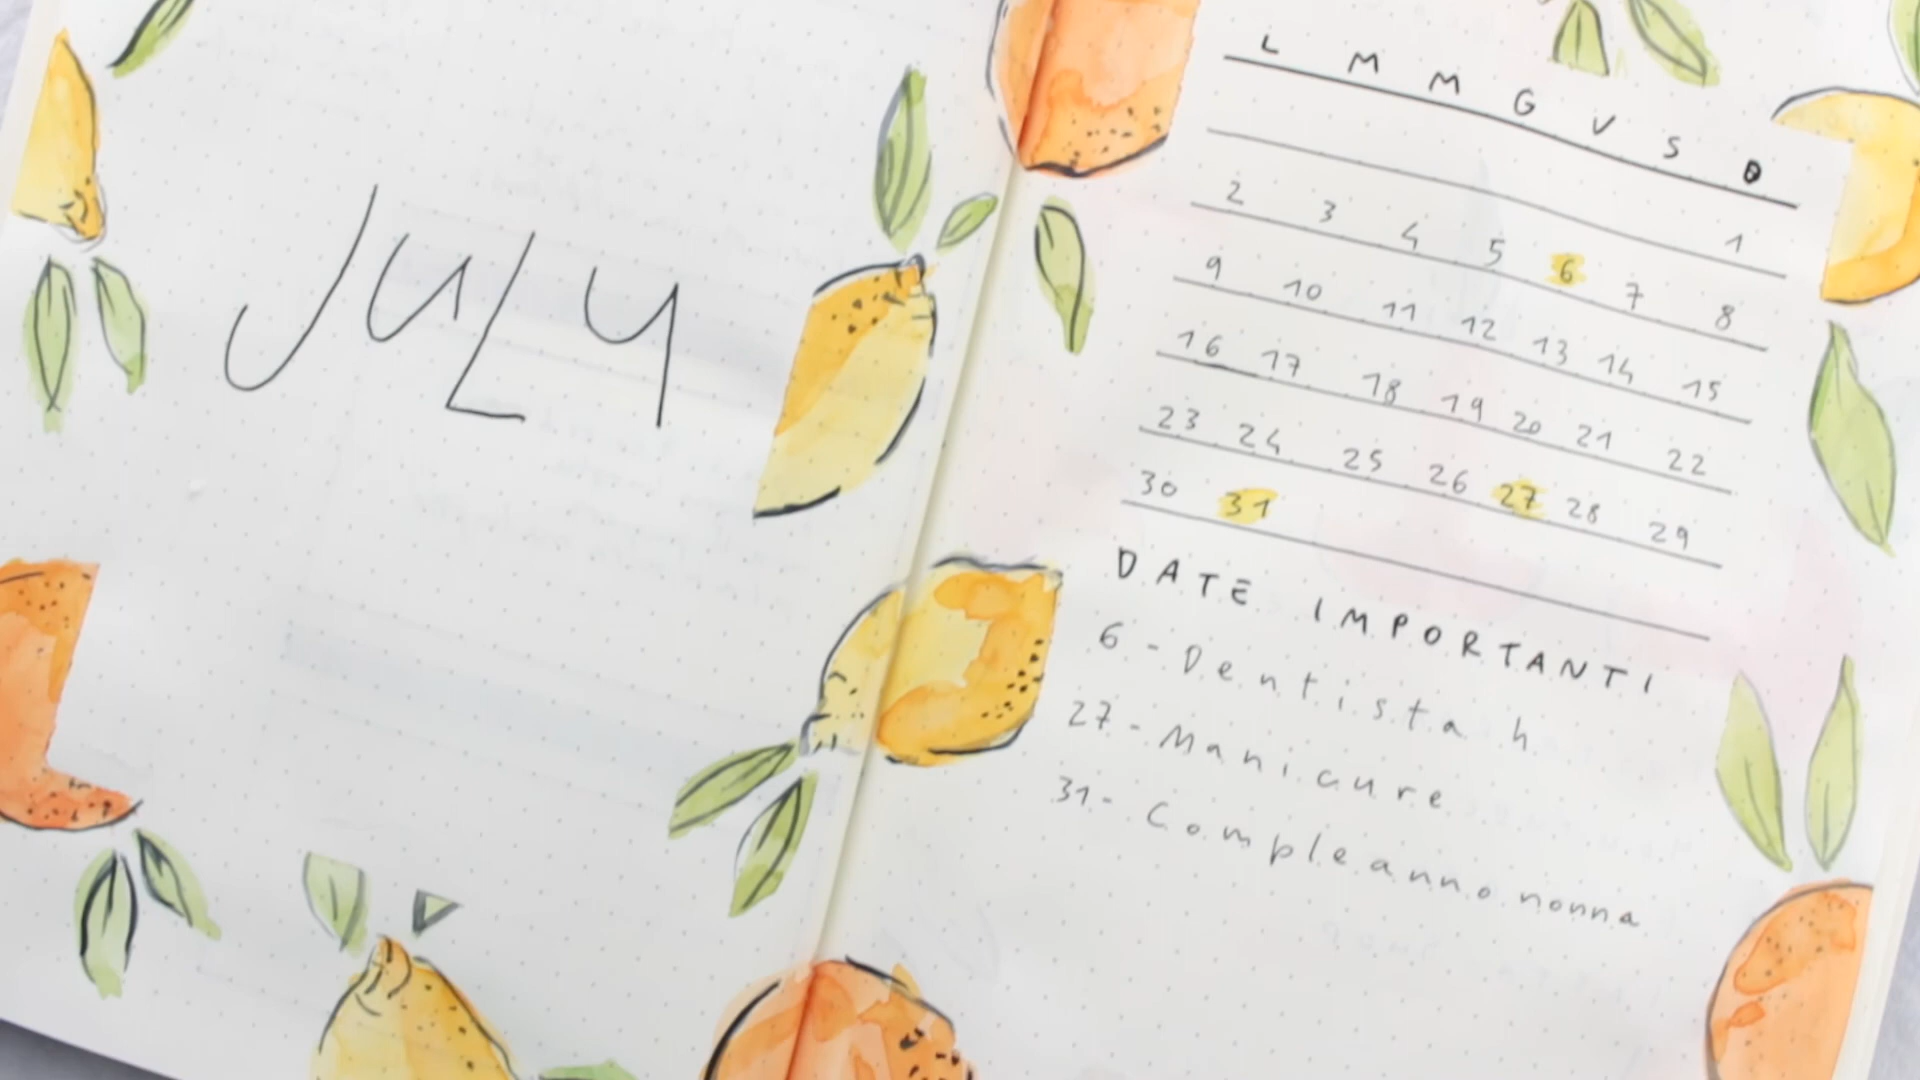 JULY
L M M G V S D
1
2 3 4 5 6 7 8
9 10 11 12 13 14 15
16 17 18 19 20 21 22
23 24 25 26 27 28 29
30 31
DATE IMPORTANTI
6 - Dentista h
27 - Manicure
31 - Compleanno nonna